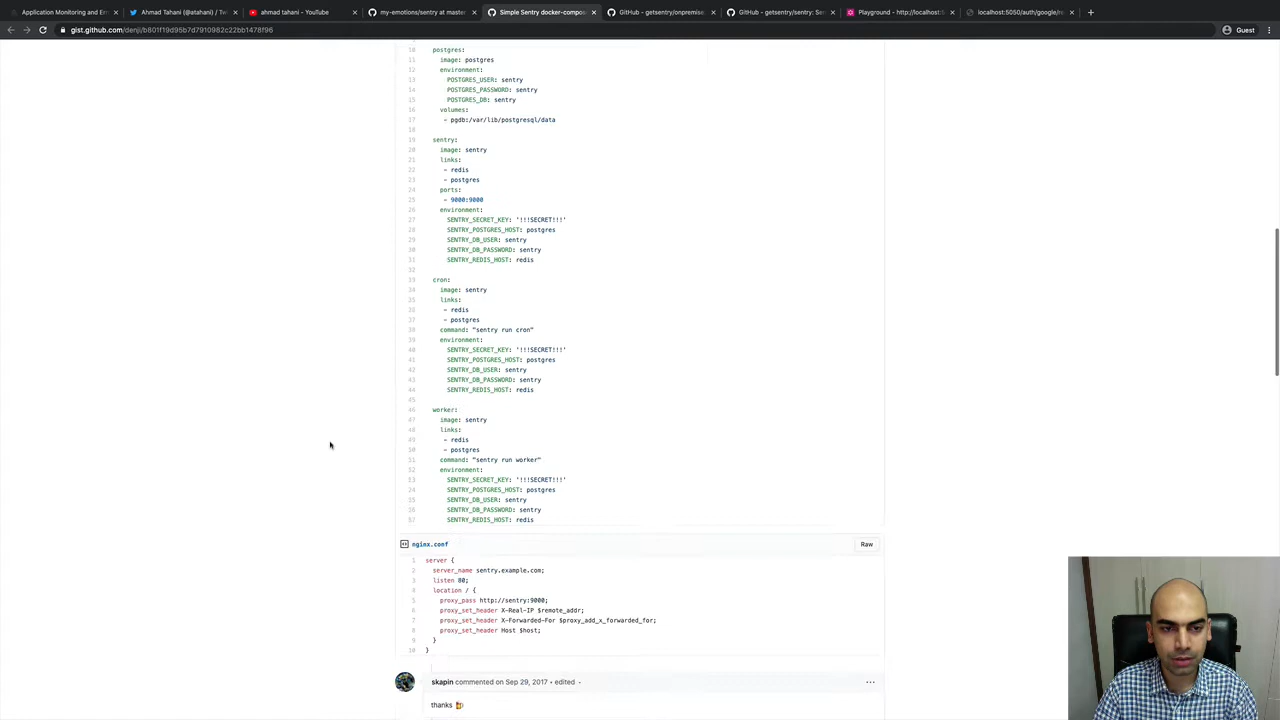 Application Monitoring and Erro
Ahmad Tahani (@atahani) / Tw
ahmad tahani - YouTube
my-emotions/sentry at master
Simple Sentry docker-compos
GitHub - getsentry/onpremise
GitHub - getsentry/sentry: Sen
Playground - http://localhost:5
localhost:5050/auth/google/re
gist.github.com/denji/b801f19d95b7d7910982c22bb1478f96
Guest
10 postgres:
11 image: postgres
12 environment:
13 POSTGRES_USER: sentry
14 POSTGRES_PASSWORD: sentry
15 POSTGRES_DB: sentry
16 volumes:
17 - pgdb:/var/lib/postgresql/data
18
19 sentry:
20 image: sentry
21 links:
22 - redis
23 - postgres
24 ports:
25 - 9000:9000
26 environment:
27 SENTRY_SECRET_KEY: '!!!SECRET!!!'
28 SENTRY_POSTGRES_HOST: postgres
29 SENTRY_DB_USER: sentry
30 SENTRY_DB_PASSWORD: sentry
31 SENTRY_REDIS_HOST: redis
32
33 cron:
34 image: sentry
35 links:
36 - redis
37 - postgres
38 command: "sentry run cron"
39 environment:
40 SENTRY_SECRET_KEY: '!!!SECRET!!!'
41 SENTRY_POSTGRES_HOST: postgres
42 SENTRY_DB_USER: sentry
43 SENTRY_DB_PASSWORD: sentry
44 SENTRY_REDIS_HOST: redis
45
46 worker:
47 image: sentry
48 links:
49 - redis
50 - postgres
51 command: "sentry run worker"
52 environment:
53 SENTRY_SECRET_KEY: '!!!SECRET!!!'
54 SENTRY_POSTGRES_HOST: postgres
55 SENTRY_DB_USER: sentry
56 SENTRY_DB_PASSWORD: sentry
57 SENTRY_REDIS_HOST: redis
nginx.conf
Raw
1 server {
2 server_name sentry.example.com;
3 listen 80;
4 location / {
5 proxy_pass http://sentry:9000;
6 proxy_set_header X-Real-IP $remote_addr;
7 proxy_set_header X-Forwarded-For $proxy_add_x_forwarded_for;
8 proxy_set_header Host $host;
9 }
10 }
skapin commented on Sep 29, 2017 • edited
thanks